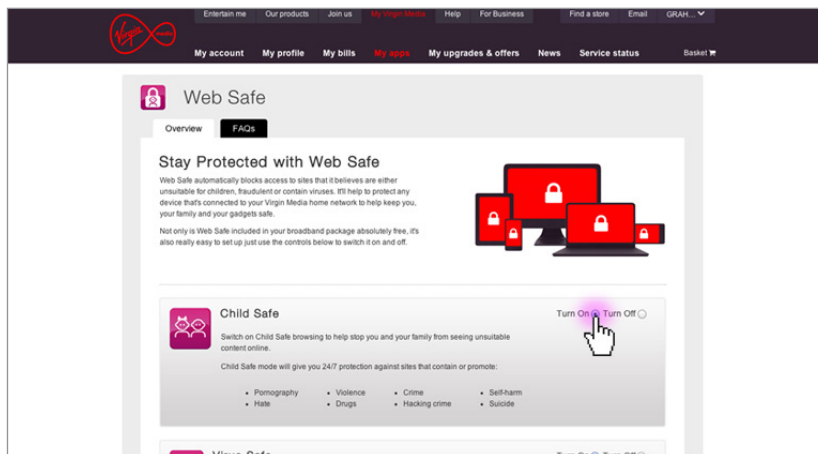 Entertain me Our products Join us My Virgin Media Help For Business Find a store Email GRAH...
Virgin media
My account My profile My bills My apps My upgrades & offers News Service status Basket
Web Safe
Overview FAQs
Stay Protected with Web Safe
Web Safe automatically blocks access to sites that it believes are either
unsuitable for children, fraudulent or contain viruses. It'll help to protect any
device that's connected to your Virgin Media home network to help keep you,
your family and your gadgets safe.
Not only is Web Safe included in your broadband package absolutely free, it's
also really easy to set up just use the controls below to switch it on and off.
Child Safe Turn On Turn Off
Switch on Child Safe browsing to help stop you and your family from seeing unsuitable
content online.
Child Safe mode will give you 24/7 protection against sites that contain or promote:
• Pornography • Violence • Crime • Self-harm
• Hate • Drugs • Hacking crime • Suicide
Virus Safe Turn On Turn Off